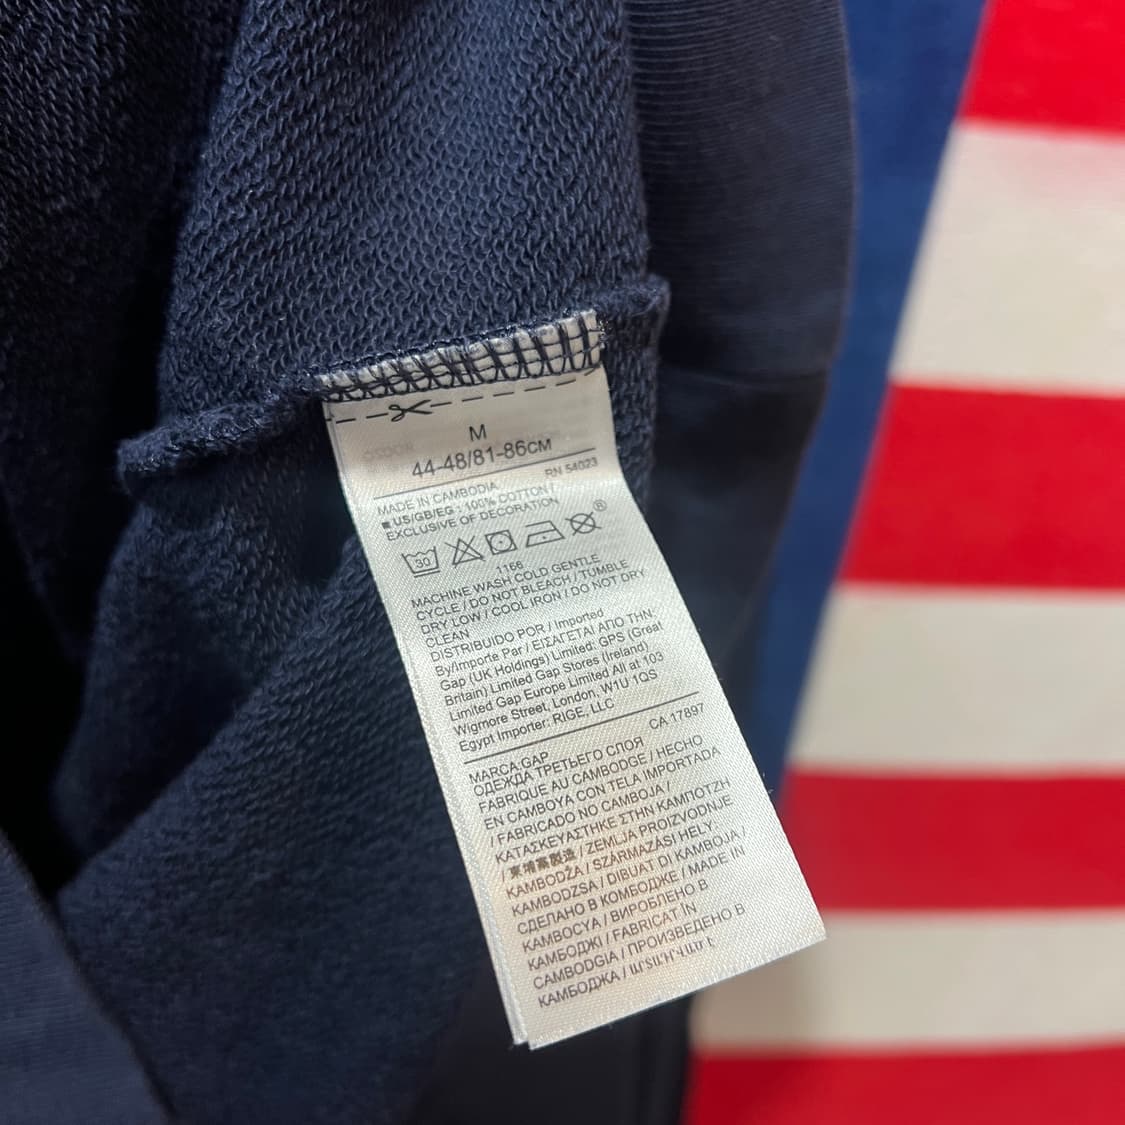 M
44-48/81-86CM
RN 54023
MADE IN CAMBODIA
■ US/GB/EG : 100% COTTON /
EXCLUSIVE OF DECORATION
30
®
1166
MACHINE WASH COLD GENTLE
CYCLE / DO NOT BLEACH / TUMBLE
DRY LOW / COOL IRON / DO NOT DRY
CLEAN
DISTRIBUIDO POR / Imported
By/Importe Par / ΕΙΣΑΓΕΤΑΙ ΑΠΟ ΤΗΝ:
Gap (UK Holdings) Limited: GPS (Great
Britain) Limited Gap Stores (Ireland)
Limited Gap Europe Limited All at 103
Wigmore Street, London, W1U 1QS
Egypt Importer: RIGE, LLC
CA 17897
MARCA:GAP
ОДЕЖДА ТРЕТЬЕГО СЛОЯ
FABRIQUE AU CAMBODGE / HECHO
EN CAMBOYA CON TELA IMPORTADA
/ FABRICADO NO CAMBOJA /
ΚΑΤΑΣΚΕΥΑΣΤΗΚΕ ΣΤΗΝ ΚΑΜΠΟΤΖΗ
/ 東埔寨製造 / ZEMLJA PROIZVODNJE
KAMBODŽA / SZÁRMAZÁSI HELY:
KAMBODZSA / DIBUAT DI KAMBOJA /
СДЕЛАНО В КОМБОДЖЕ / MADE IN
KAMBOCYA / ВИРОБЛЕНО В
КАМБОДЖІ / FABRICAT ÎN
CAMBODGIA / ПРОИЗВЕДЕНО В
КАМБОДЖА /